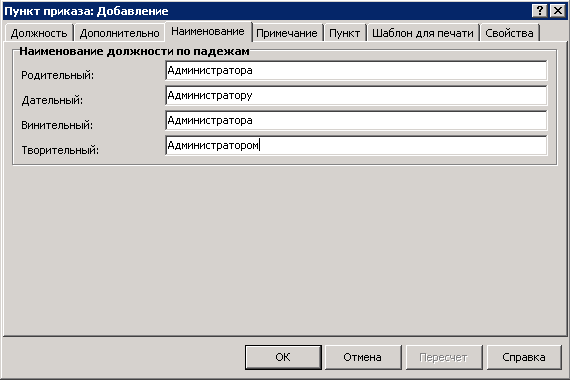 Пункт приказа: Добавление
Должность Дополнительно Наименование Примечание Пункт Шаблон для печати Свойства
Наименование должности по падежам
Родительный: Администратора
Дательный: Администратору
Винительный: Администратора
Творительный: Администратором
OK Отмена Пересчет Справка